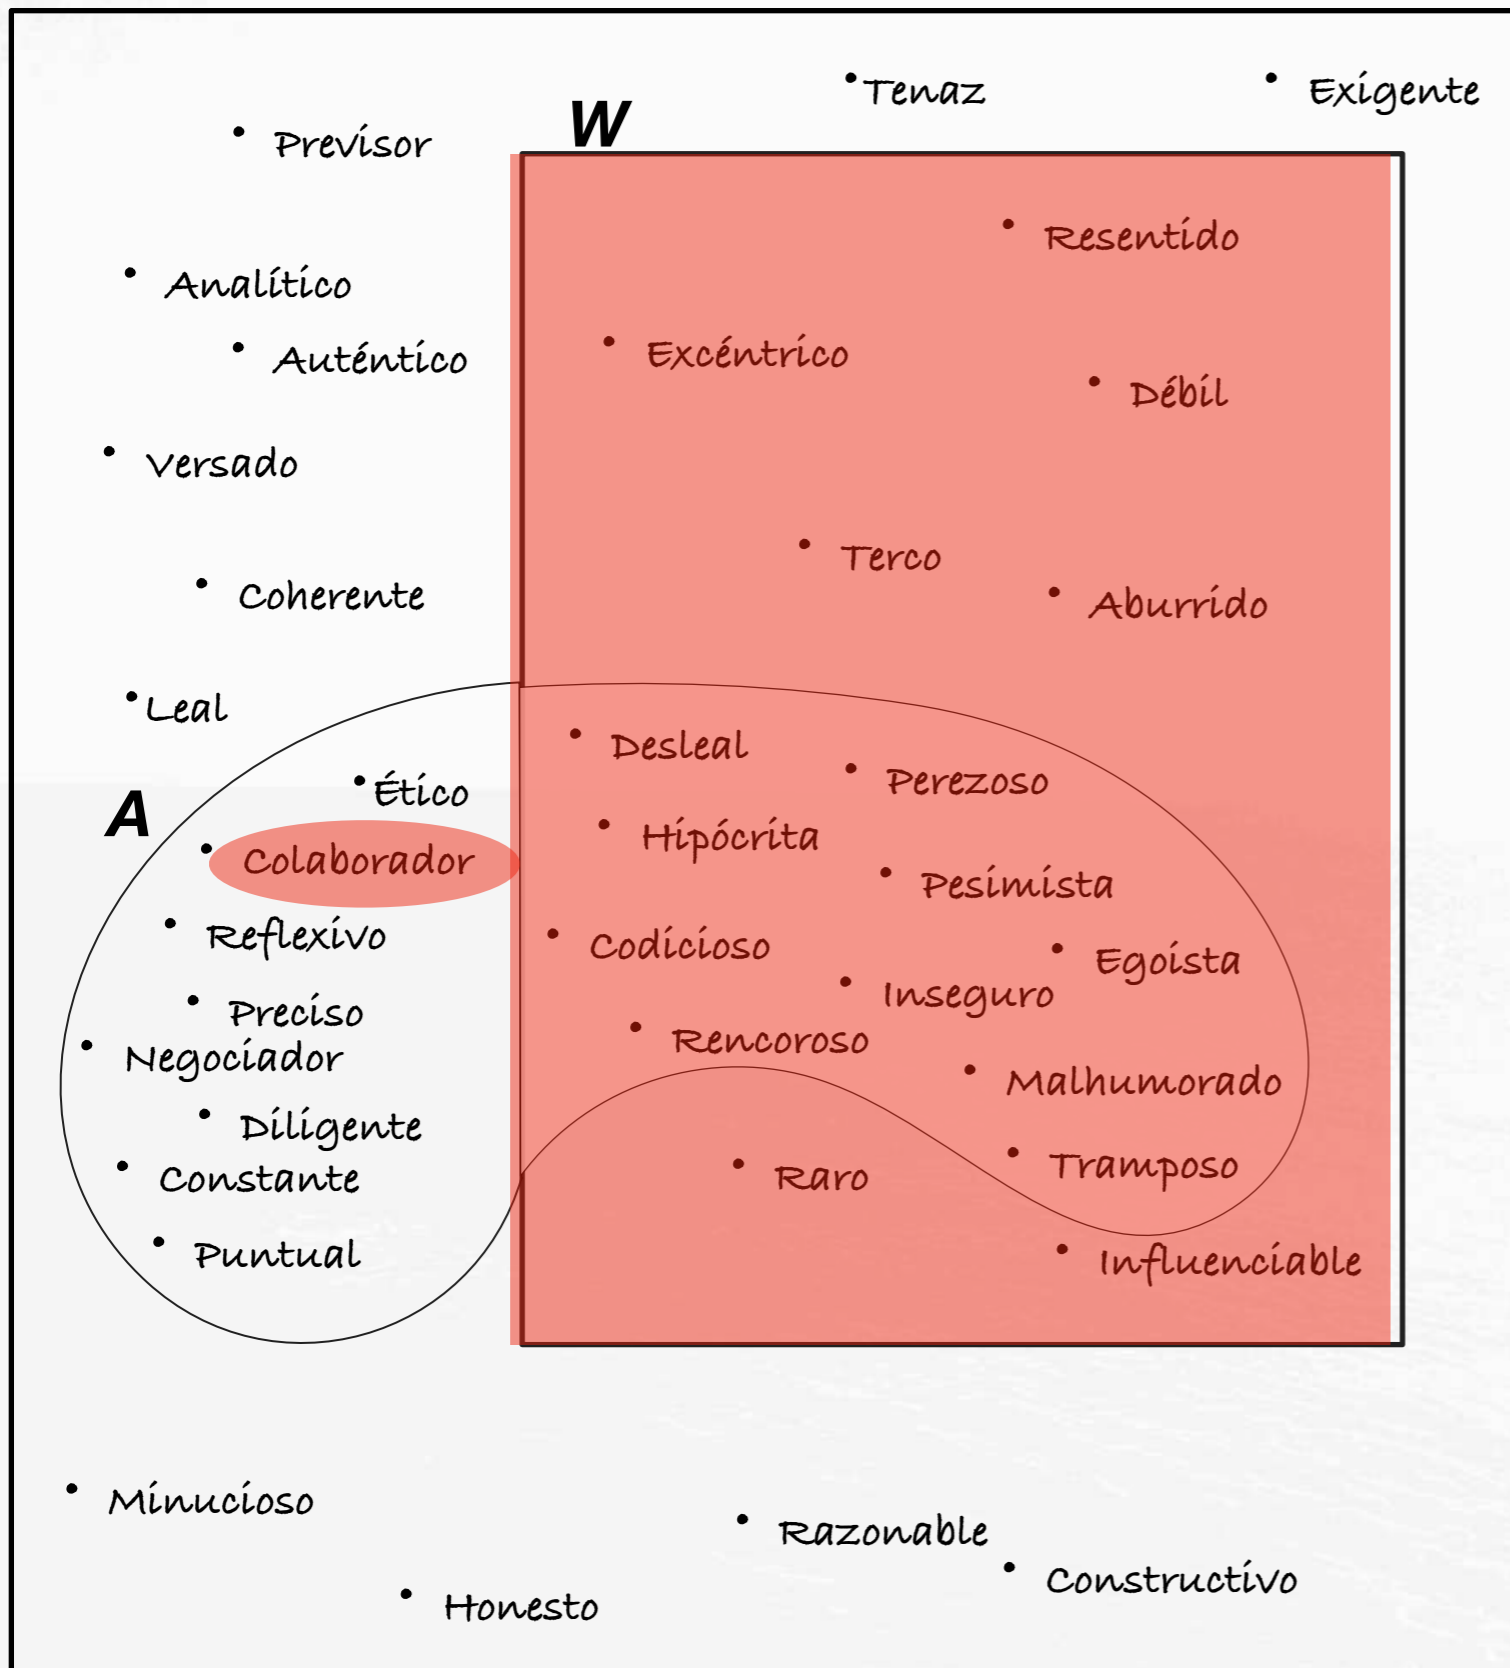 Tenaz
Exigente
W
Previsor
Resentido
Analítico
Excéntrico
Auténtico
Débil
Versado
Terco
Coherente
Aburrido
Leal
Desleal
Perezoso
Ético
A
Hipócrita
Colaborador
Pesimista
Reflexivo
Codicioso
Egoísta
Inseguro
Preciso
Rencoroso
Negociador
Malhumorado
Diligente
Tramposo
Constante
Raro
Puntual
Influenciable
Minucioso
Razonable
Constructivo
Honesto